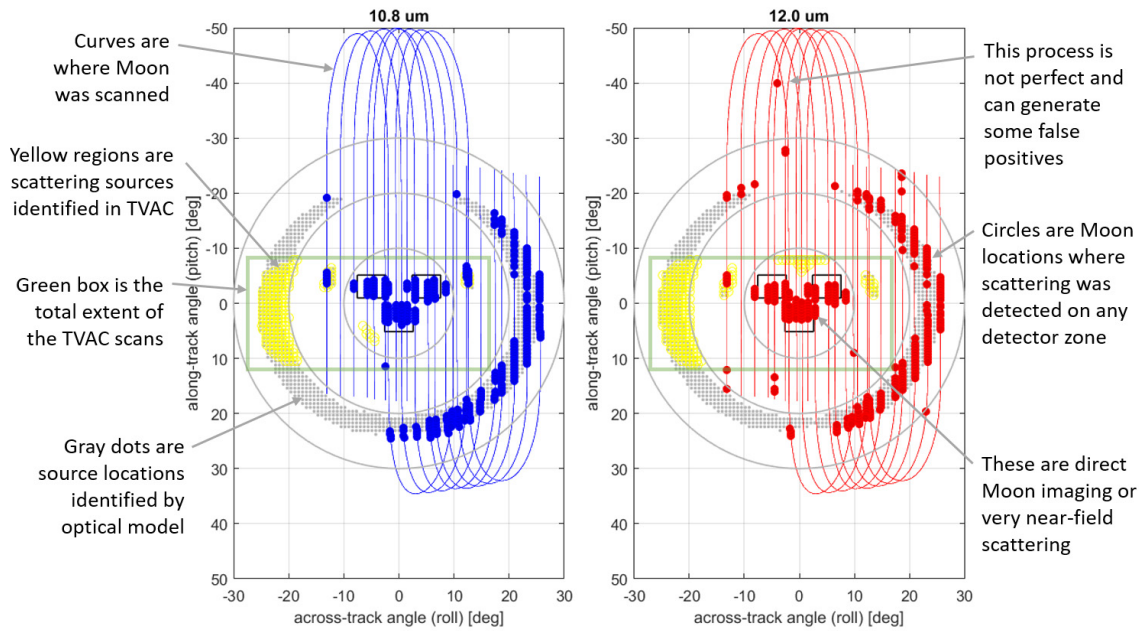 10.8 um
12.0 um
Curves are
where Moon
was scanned
Yellow regions are
scattering sources
identified in TVAC
Green box is the
total extent of
the TVAC scans
Gray dots are
source locations
identified by
optical model
along-track angle (pitch) [deg]
-50
-40
-30
-20
-10
0
10
20
30
40
50
-30
-20
-10
0
10
20
30
across-track angle (roll) [deg]
along-track angle (pitch) [deg]
-50
-40
-30
-20
-10
0
10
20
30
40
50
-30
-20
-10
0
10
20
30
across-track angle (roll) [deg]
This process is
not perfect and
can generate
some false
positives
Circles are Moon
locations where
scattering was
detected on any
detector zone
These are direct
Moon imaging or
very near-field
scattering